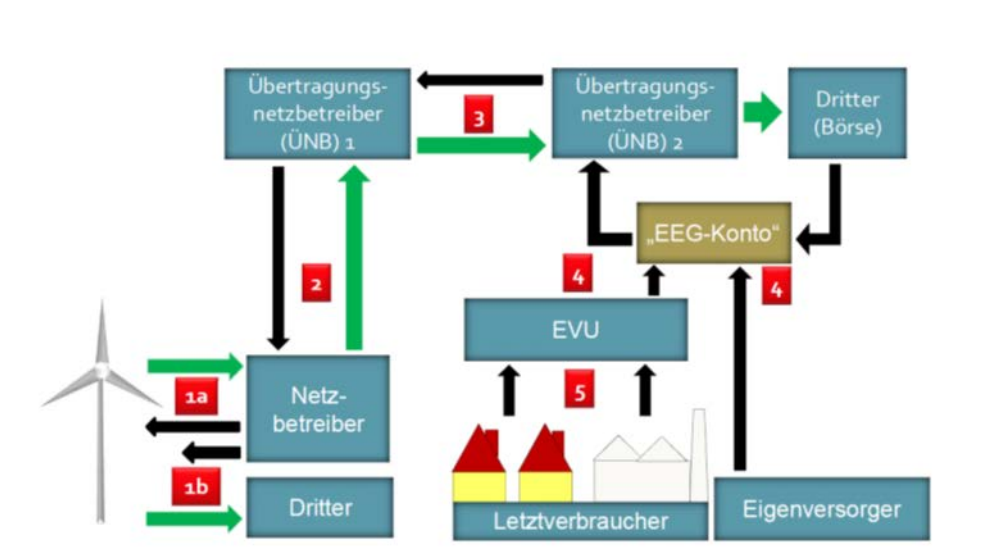 Übertragungs-
netzbetreiber
(ÜNB) 1
3
Übertragungs-
netzbetreiber
(ÜNB) 2
Dritter
(Börse)
„EEG-Konto“
2
4
4
EVU
1a
Netz-
betreiber
5
1b
Dritter
Letztverbraucher
Eigenversorger